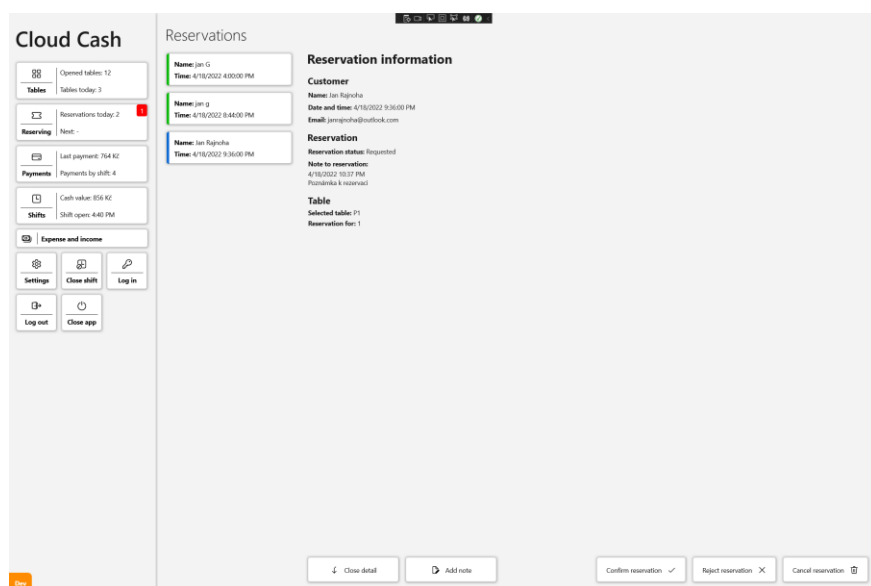 Cloud Cash
Opened tables: 12
Tables
Tables today: 3
Reservations today: 2
1
Reserving
Next: -
Last payment: 764 Kč
Payments
Payments by shift: 4
Cash value: 856 Kč
Shifts
Shift open: 4:40 PM
Expense and income
Settings
Close shift
Log in
Log out
Close app
Dev
Reservations
Name: jan G
Time: 4/18/2022 4:00:00 PM
Name: jan g
Time: 4/18/2022 8:44:00 PM
Name: Jan Rajnoha
Time: 4/18/2022 9:36:00 PM
Reservation information
Customer
Name: Jan Rajnoha
Date and time: 4/18/2022 9:36:00 PM
Email: janrajnoha@outlook.com
Reservation
Reservation status: Requested
Note to reservation:
4/18/2022 10:37 PM
Poznámka k rezervaci
Table
Selected table: P1
Reservation for: 1
Close detail
Add note
Confirm reservation
Reject reservation
Cancel reservation